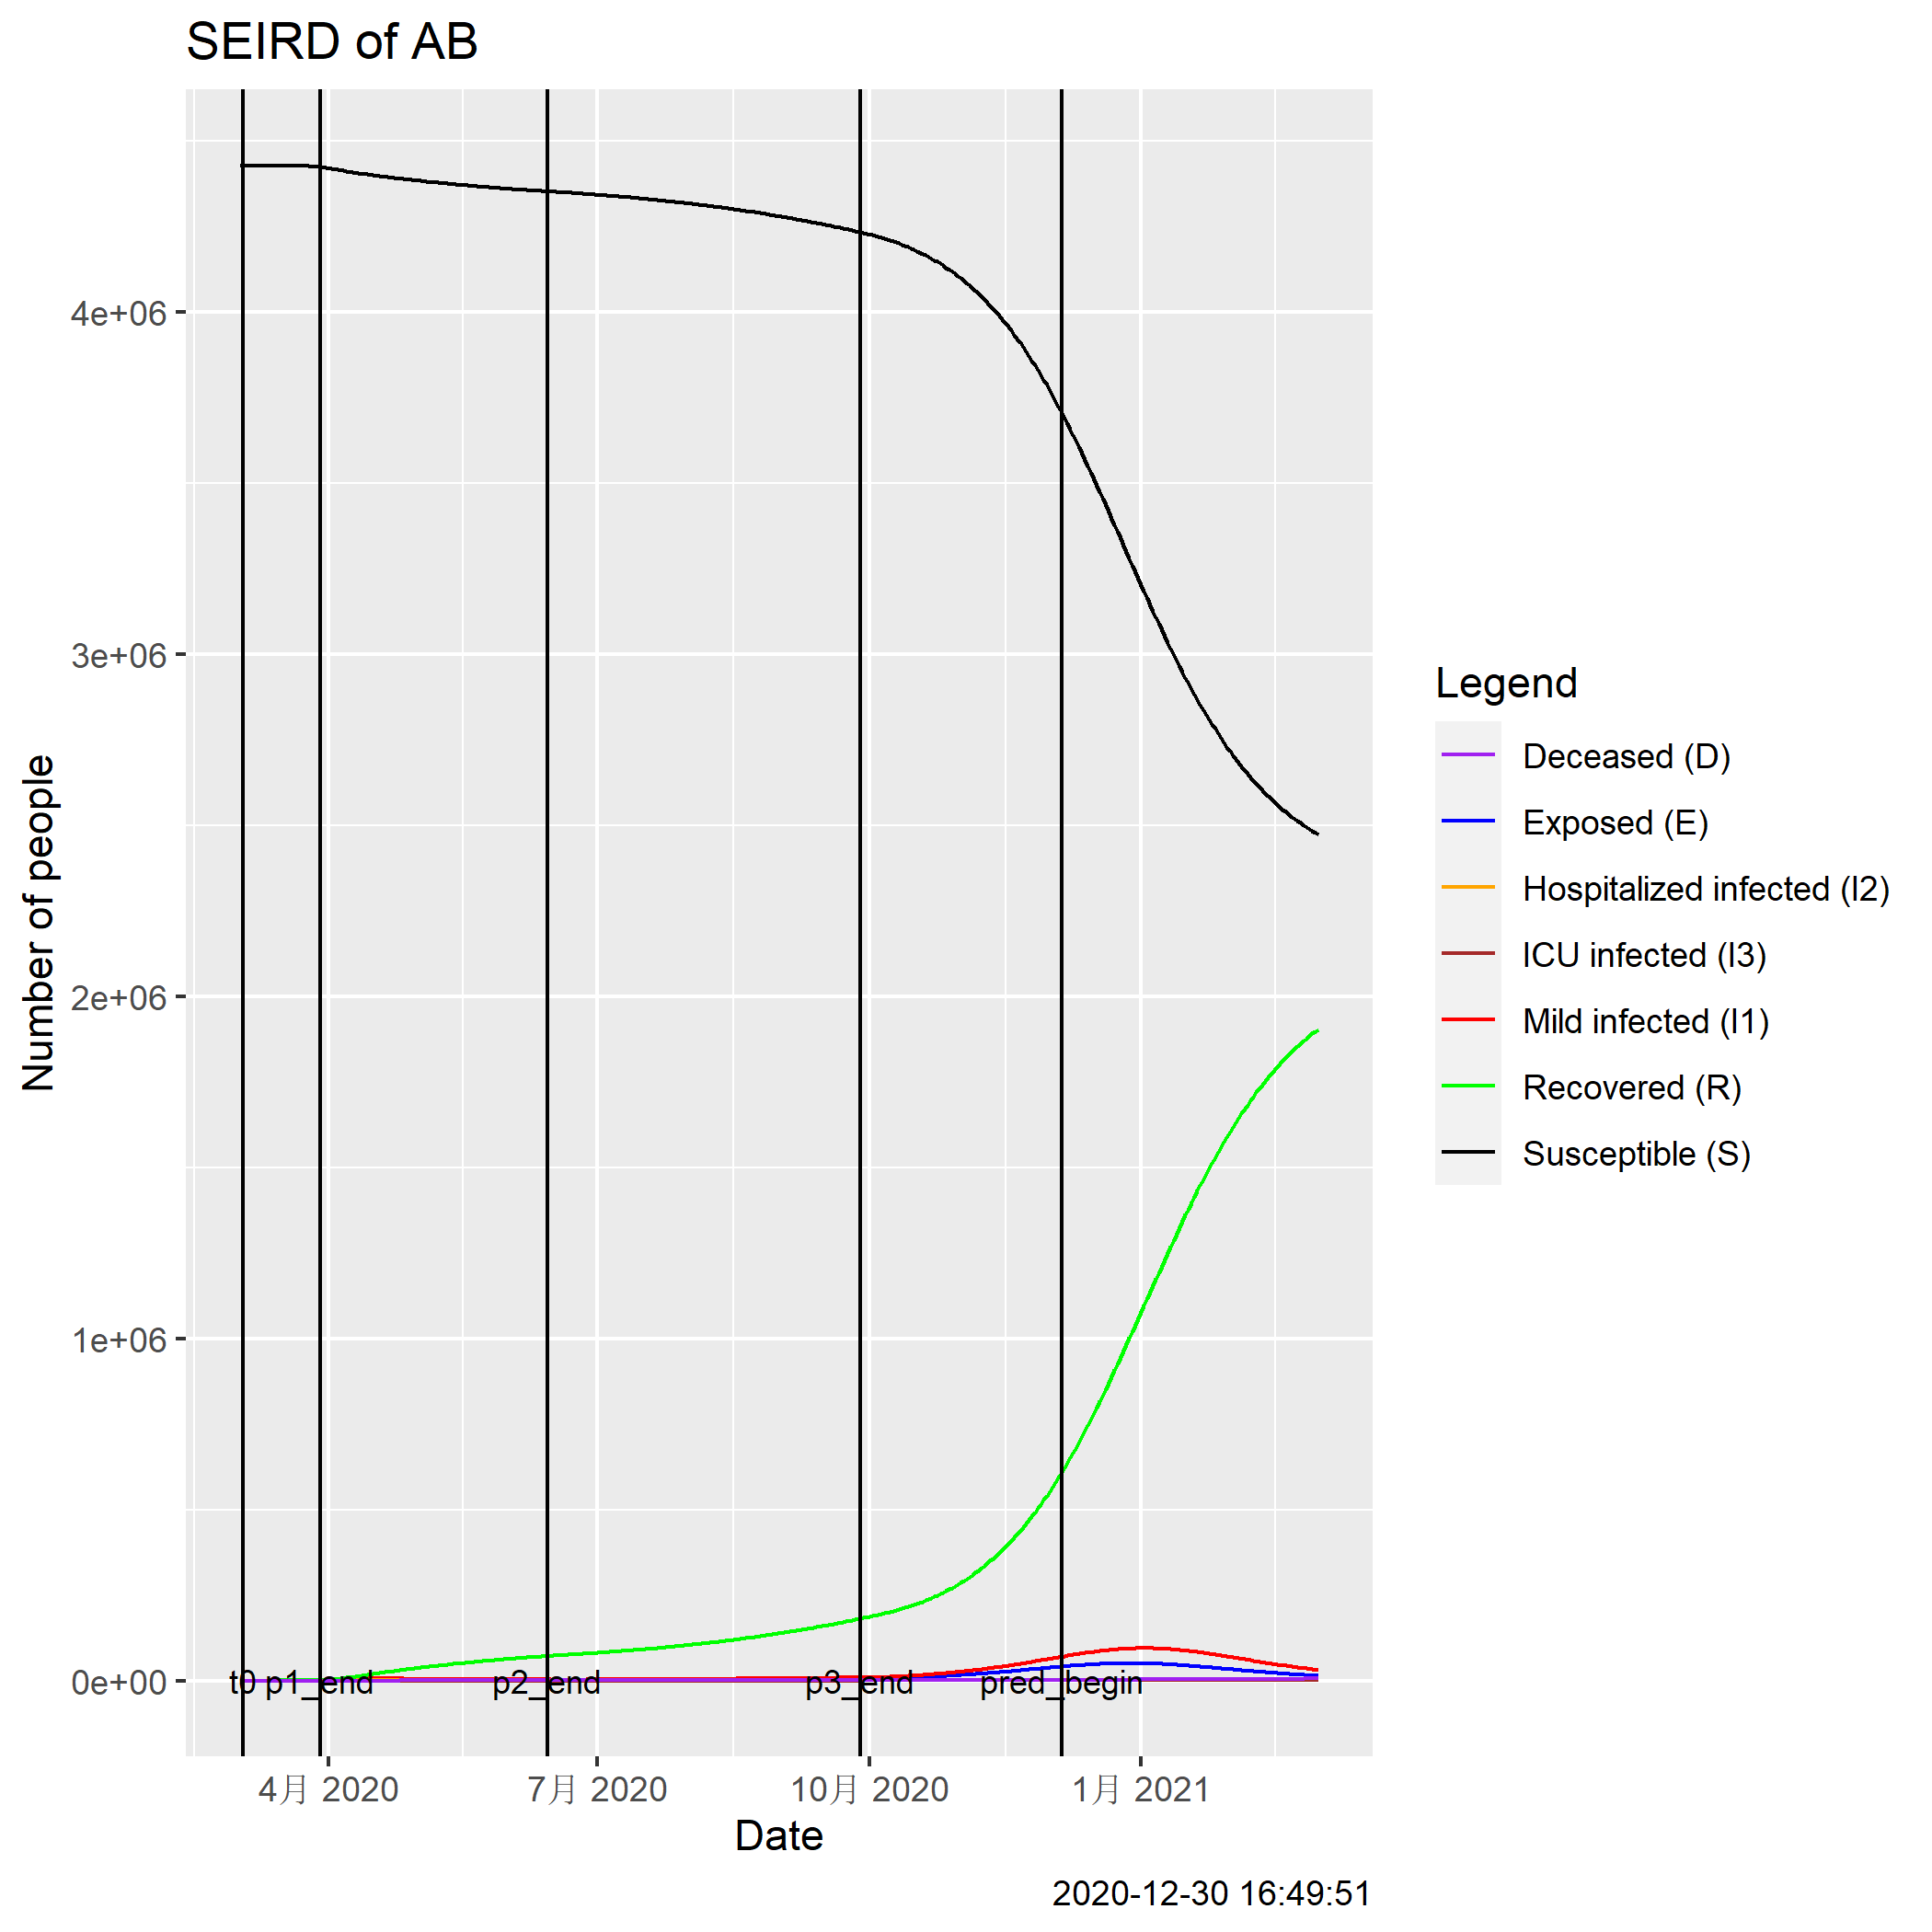 SEIRD of AB
Number of people
4e+06
3e+06
2e+06
1e+06
0e+00
t0 p1_end p2_end p3_end pred_begin
4月 2020 7月 2020 10月 2020 1月 2021
Date
Legend
Deceased (D)
Exposed (E)
Hospitalized infected (I2)
ICU infected (I3)
Mild infected (I1)
Recovered (R)
Susceptible (S)
2020-12-30 16:49:51